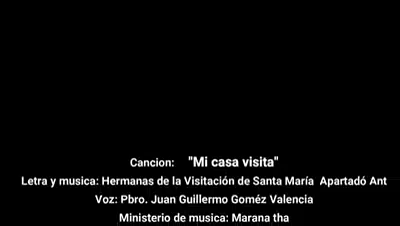 Cancion: "Mi casa visita"
Letra y musica: Hermanas de la Visitación de Santa María Apartadó Ant
Voz: Pbro. Juan Guillermo Goméz Valencia
Ministerio de musica: Marana tha